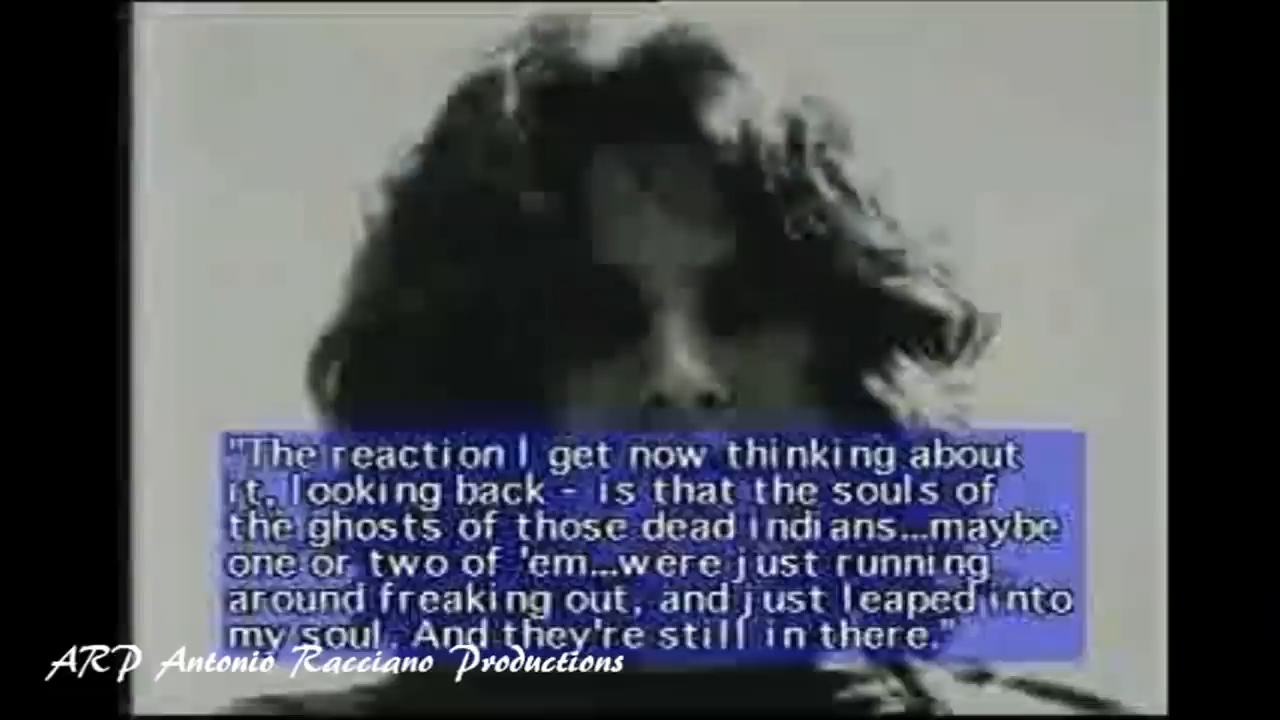 "The reaction I get now thinking about
it, looking back - is that the souls of
the ghosts of those dead Indians...maybe
one or two of 'em...were just running
around freaking out, and just leaped into
my soul. And they're still in there."
ARP Antonio Racciano Productions